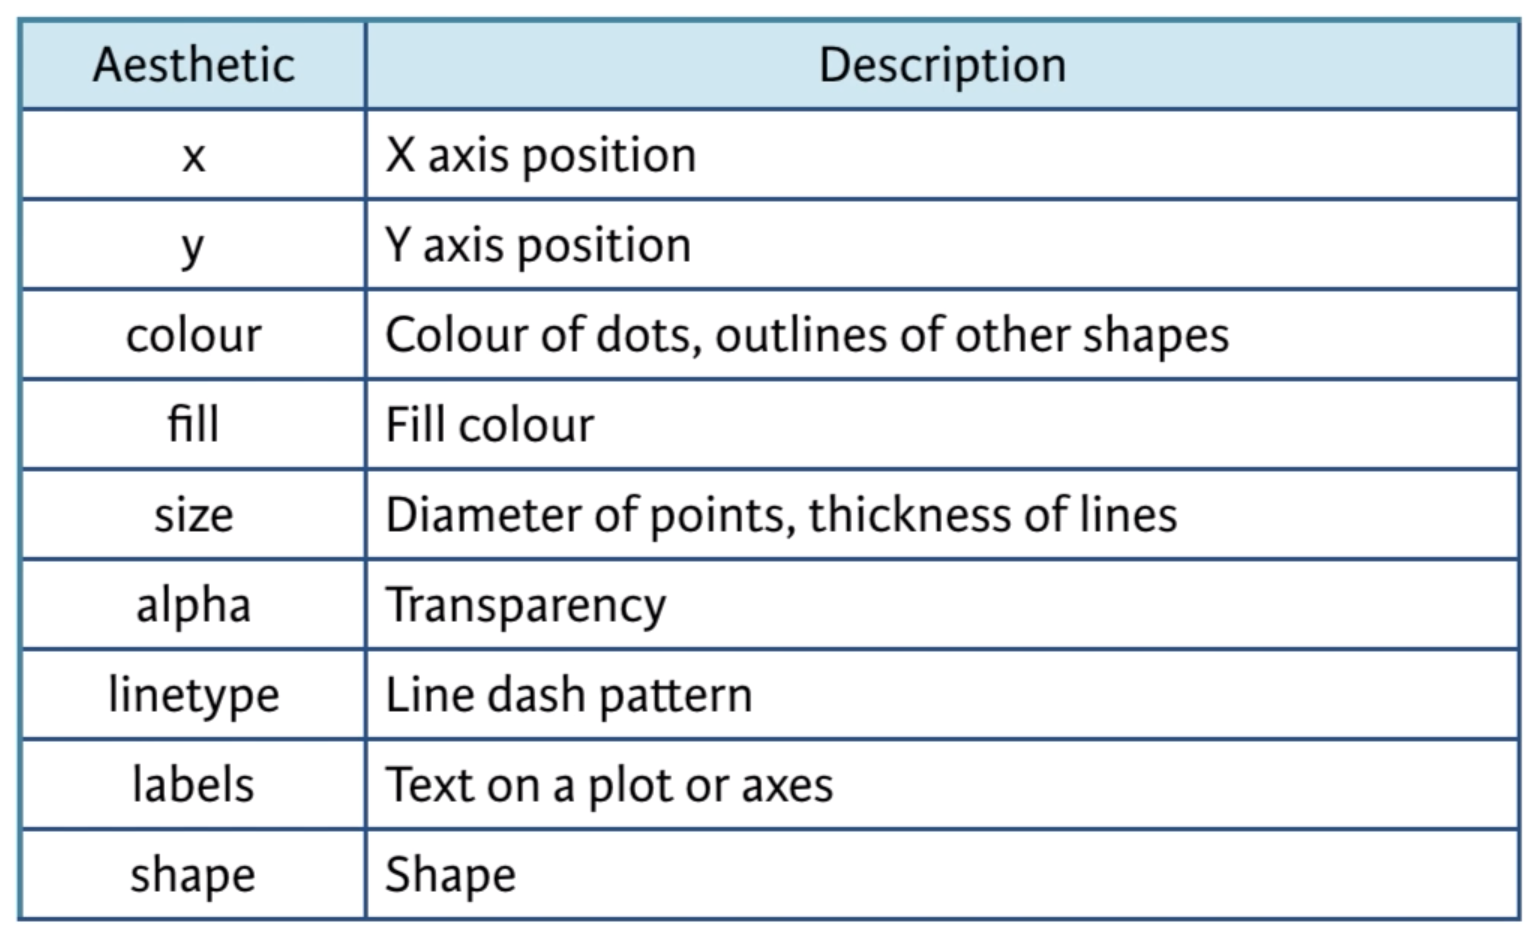 Aesthetic Description
x X axis position
y Y axis position
colour Colour of dots, outlines of other shapes
fill Fill colour
size Diameter of points, thickness of lines
alpha Transparency
linetype Line dash pattern
labels Text on a plot or axes
shape Shape